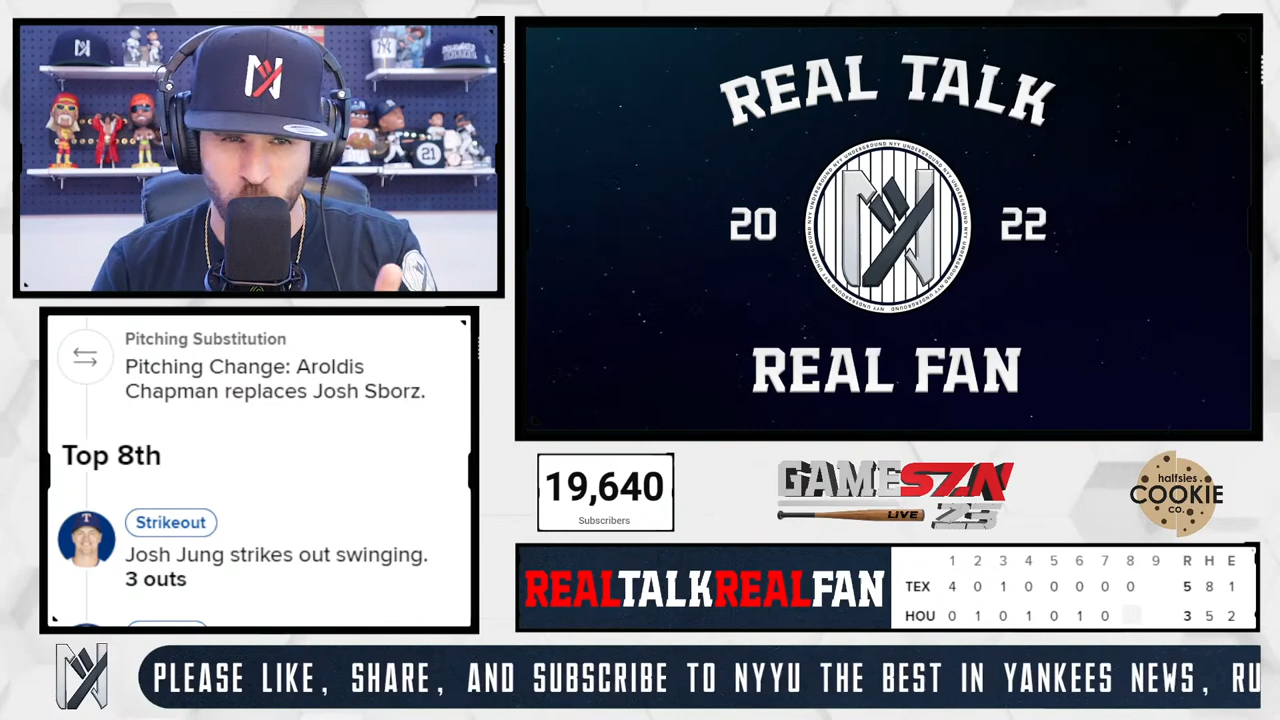 21
REAL TALK
20 22
REAL FAN
Pitching Substitution
Pitching Change: Aroldis
Chapman replaces Josh Sborz.
Top 8th
Strikeout
Josh Jung strikes out swinging.
3 outs
19,640
Subscribers
GAMESZN
LIVE 23
halfsies
COOKIE
co.
REALTALKREALFAN
1 2 3 4 5 6 7 8 9 R H E
TEX 4 0 1 0 0 0 0 0 5 8 1
HOU 0 1 0 1 0 1 0 3 5 2
PLEASE LIKE, SHARE, AND SUBSCRIBE TO NYYU THE BEST IN YANKEES NEWS, RU